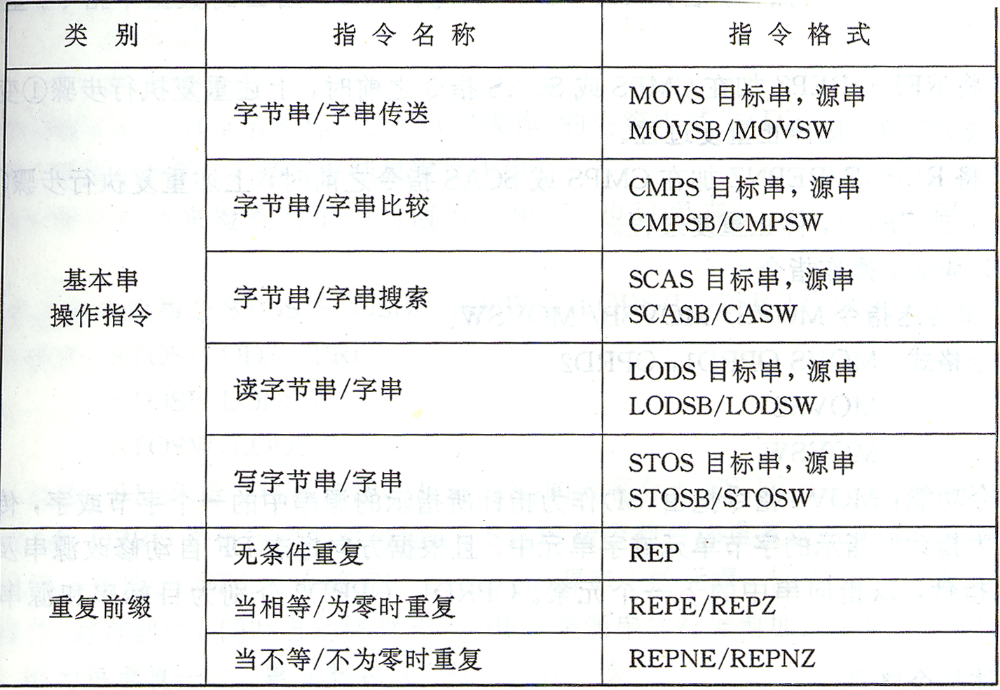 类 别 指 令 名 称 指 令 格 式
基本串
操作指令
字节串/字串传送
MOVS 目标串，源串
MOVSB/MOVSW
字节串/字串比较
CMPS 目标串，源串
CMPSB/CMPSW
字节串/字串搜索
SCAS 目标串，源串
SCASB/CASW
读字节串/字串
LODS 目标串，源串
LODSB/LODSW
写字节串/字串
STOS 目标串，源串
STOSB/STOSW
重复前缀
无条件重复
REP
当相等/为零时重复
REPE/REPZ
当不等/不为零时重复
REPNE/REPNZ